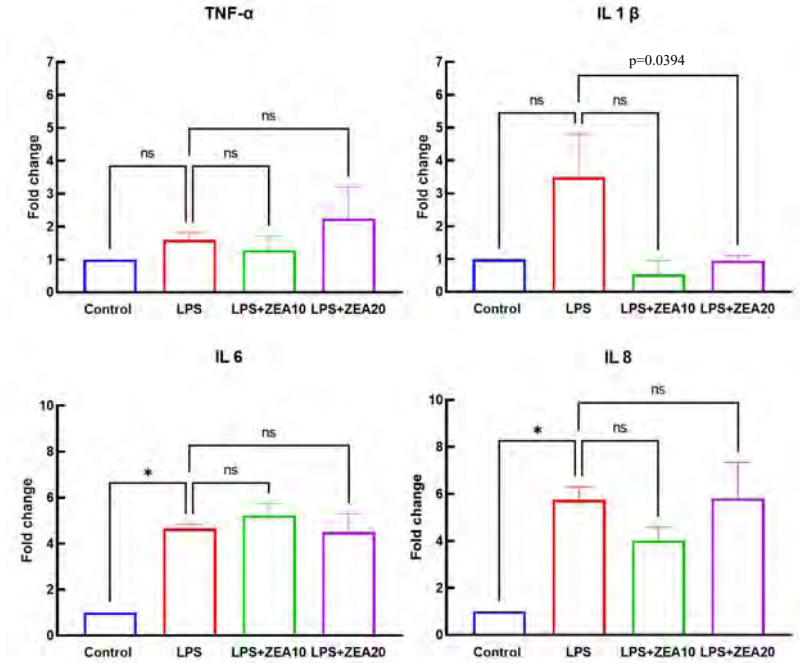 TNF-α
IL 1 β
Fold change
7
6
5
4
3
2
1
0
ns
ns
ns
Control
LPS
LPS+ZEA10
LPS+ZEA20
Fold change
7
6
5
4
3
2
1
0
ns
ns
p=0.0394
Control
LPS
LPS+ZEA10
LPS+ZEA20
IL 6
IL 8
Fold change
10
8
6
4
2
0
*
ns
ns
Control
LPS
LPS+ZEA10
LPS+ZEA20
Fold change
10
8
6
4
2
0
*
ns
ns
Control
LPS
LPS+ZEA10
LPS+ZEA20